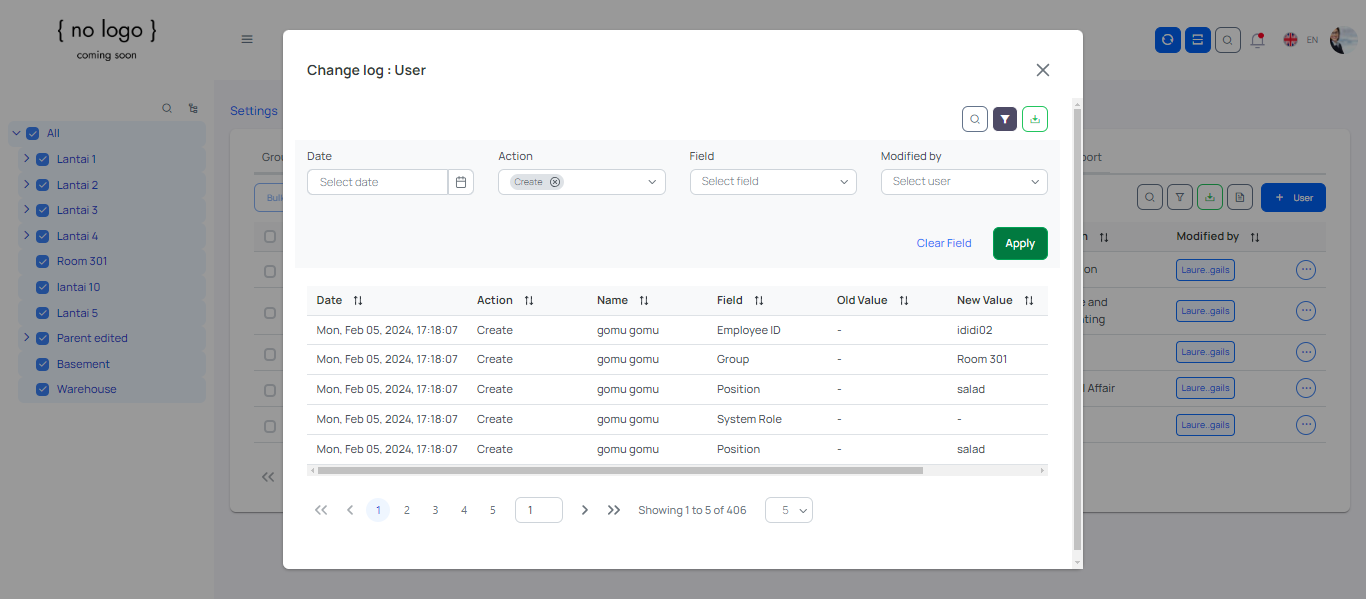 { no logo }
coming soon
EN
Change log : User
Settings
All
Lantai 1
Lantai 2
Lantai 3
Lantai 4
Room 301
lantai 10
Lantai 5
Parent edited
Basement
Warehouse
Date Action Field Modified by
Select date Create Select field Select user
Clear Field Apply
Date Action Name Field Old Value New Value
Mon, Feb 05, 2024, 17:18:07 Create gomu gomu Employee ID - ididi02
Mon, Feb 05, 2024, 17:18:07 Create gomu gomu Group - Room 301
Mon, Feb 05, 2024, 17:18:07 Create gomu gomu Position - salad
Mon, Feb 05, 2024, 17:18:07 Create gomu gomu System Role - -
Mon, Feb 05, 2024, 17:18:07 Create gomu gomu Position - salad
1 2 3 4 5 1 Showing 1 to 5 of 406 5
+ User
Modified by
Laure..gails
and Laure..gails
Laure..gails
Affair Laure..gails
Laure..gails